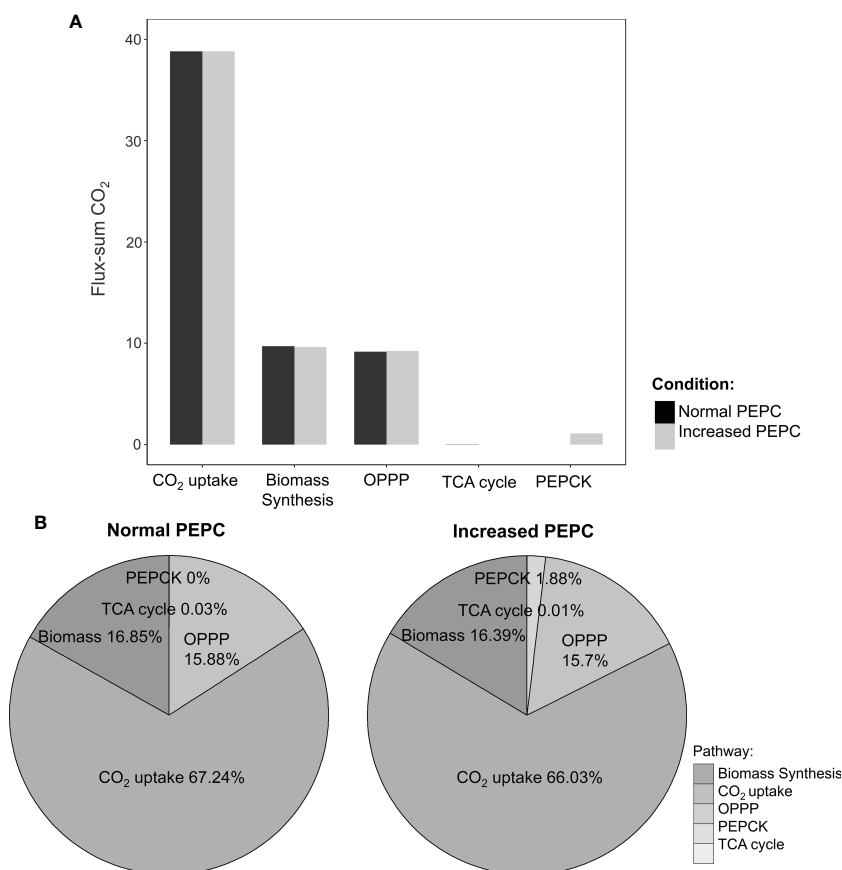 A
Flux-sum CO₂
40
30
20
10
0
CO₂ uptake
Biomass
Synthesis
OPPP
TCA cycle
PEPCK
Condition:
Normal PEPC
Increased PEPC
B
Normal PEPC
PEPCK 0%
TCA cycle 0.03%
Biomass 16.85%
OPPP
15.88%
CO₂ uptake 67.24%
Increased PEPC
PEPCK 1.88%
TCA cycle 0.01%
Biomass 16.39%
OPPP
15.7%
CO₂ uptake 66.03%
Pathway:
Biomass Synthesis
CO₂ uptake
OPPP
PEPCK
TCA cycle